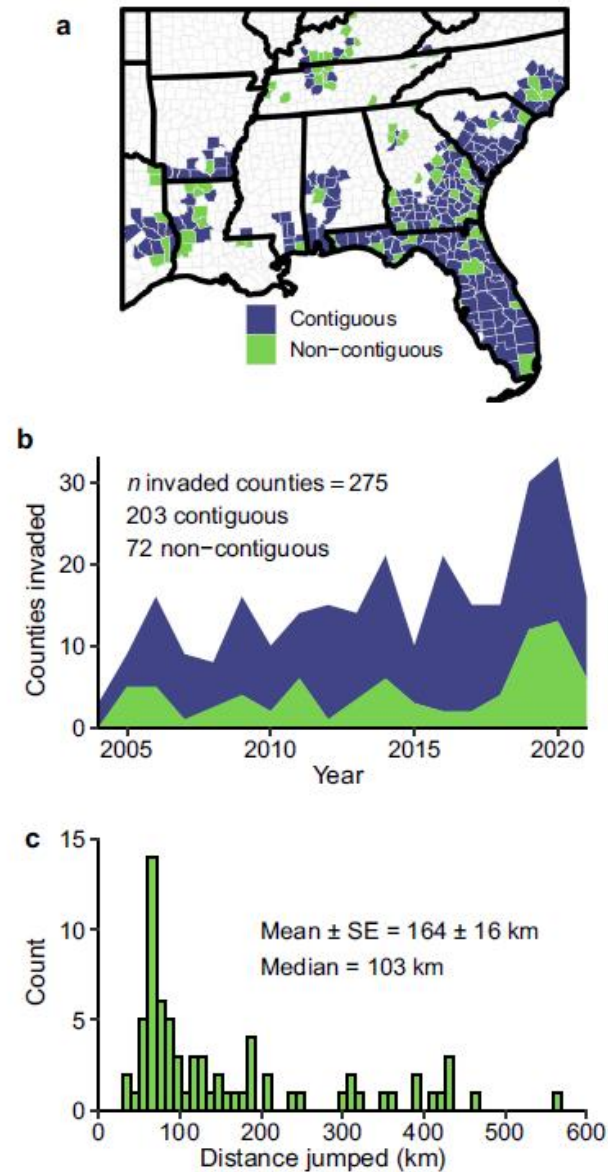 a
Contiguous
Non−contiguous
b
n invaded counties = 275
203 contiguous
72 non−contiguous
Counties invaded
30
20
10
0
2005 2010 2015 2020
Year
c
Mean ± SE = 164 ± 16 km
Median = 103 km
Count
15
10
5
0
0 100 200 300 400 500 600
Distance jumped (km)